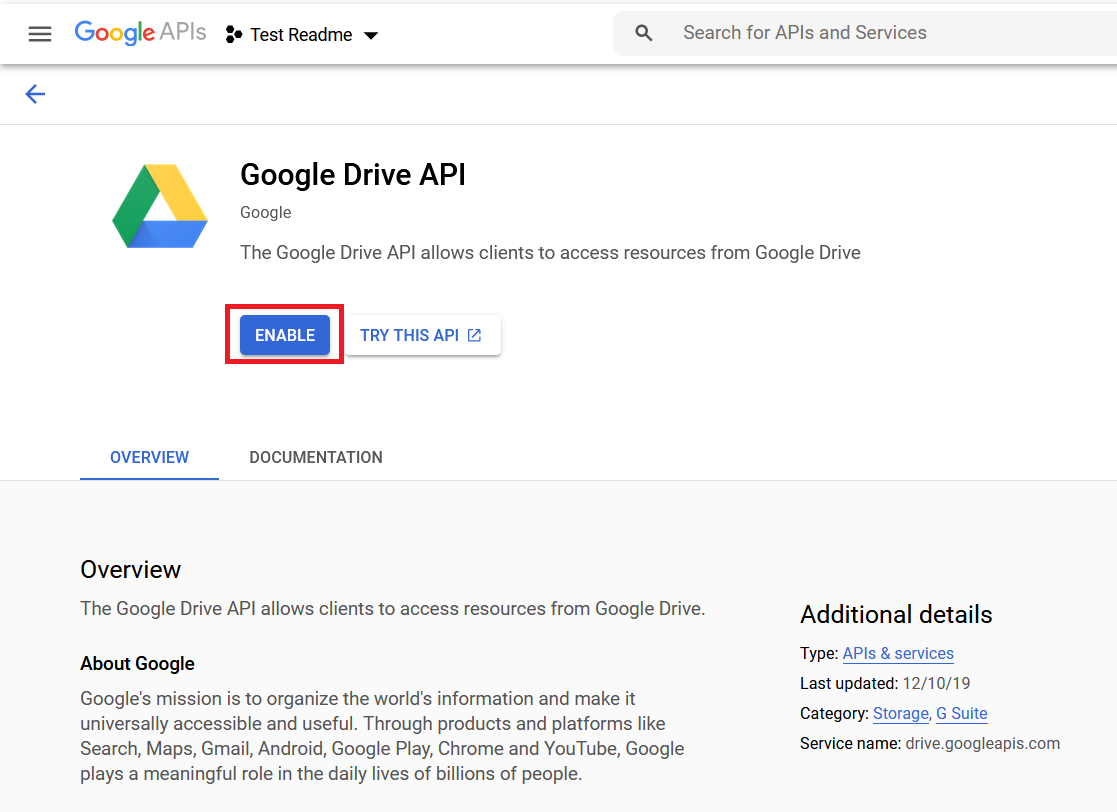 Google APIs Test Readme Search for APIs and Services
Google Drive API
Google
The Google Drive API allows clients to access resources from Google Drive
ENABLE TRY THIS API
OVERVIEW DOCUMENTATION
Overview
The Google Drive API allows clients to access resources from Google Drive.
About Google
Google's mission is to organize the world's information and make it
universally accessible and useful. Through products and platforms like
Search, Maps, Gmail, Android, Google Play, Chrome and YouTube, Google
plays a meaningful role in the daily lives of billions of people.
Additional details
Type: APIs & services
Last updated: 12/10/19
Category: Storage, G Suite
Service name: drive.googleapis.com